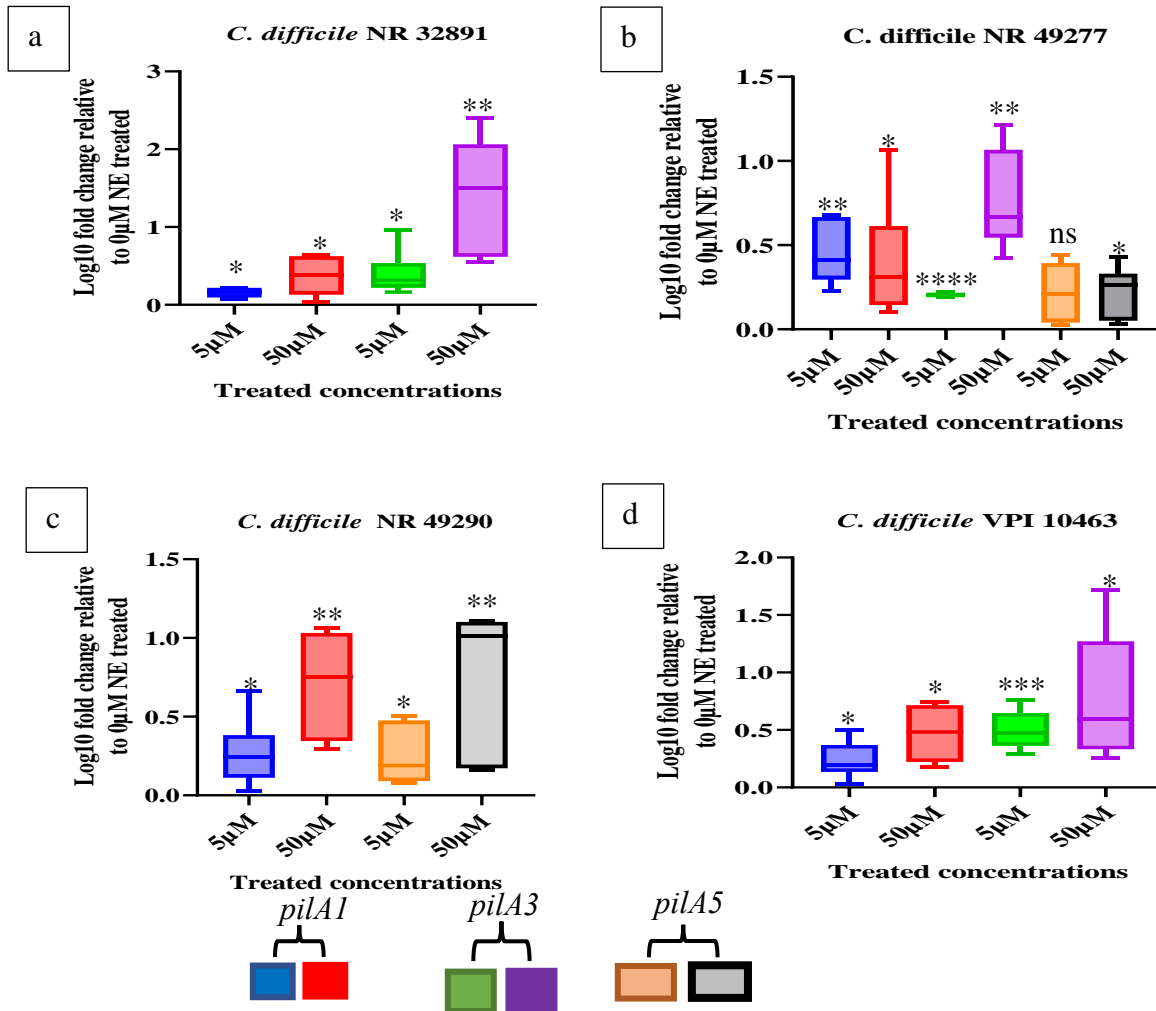 a
C. difficile NR 32891
Log10 fold change relative
to 0µM NE treated
3
2
1
0
*
*
*
**
5µM
50µM
5µM
50µM
Treated concentrations
b
C. difficile NR 49277
Log10 fold change relative
to 0µM NE treated
1.5
1.0
0.5
0.0
**
*
****
**
ns
*
5µM
50µM
5µM
50µM
5µM
50µM
Treated concentrations
c
C. difficile NR 49290
Log10 fold change relative
to 0µM NE treated
1.5
1.0
0.5
0.0
*
**
*
**
5µM
50µM
5µM
50µM
Treated concentrations
d
C. difficile VPI 10463
Log10 fold change relative
to 0µM NE treated
2.0
1.5
1.0
0.5
0.0
*
*
***
*
5µM
50µM
5µM
50µM
Treated concentrations
pilA1
pilA3
pilA5